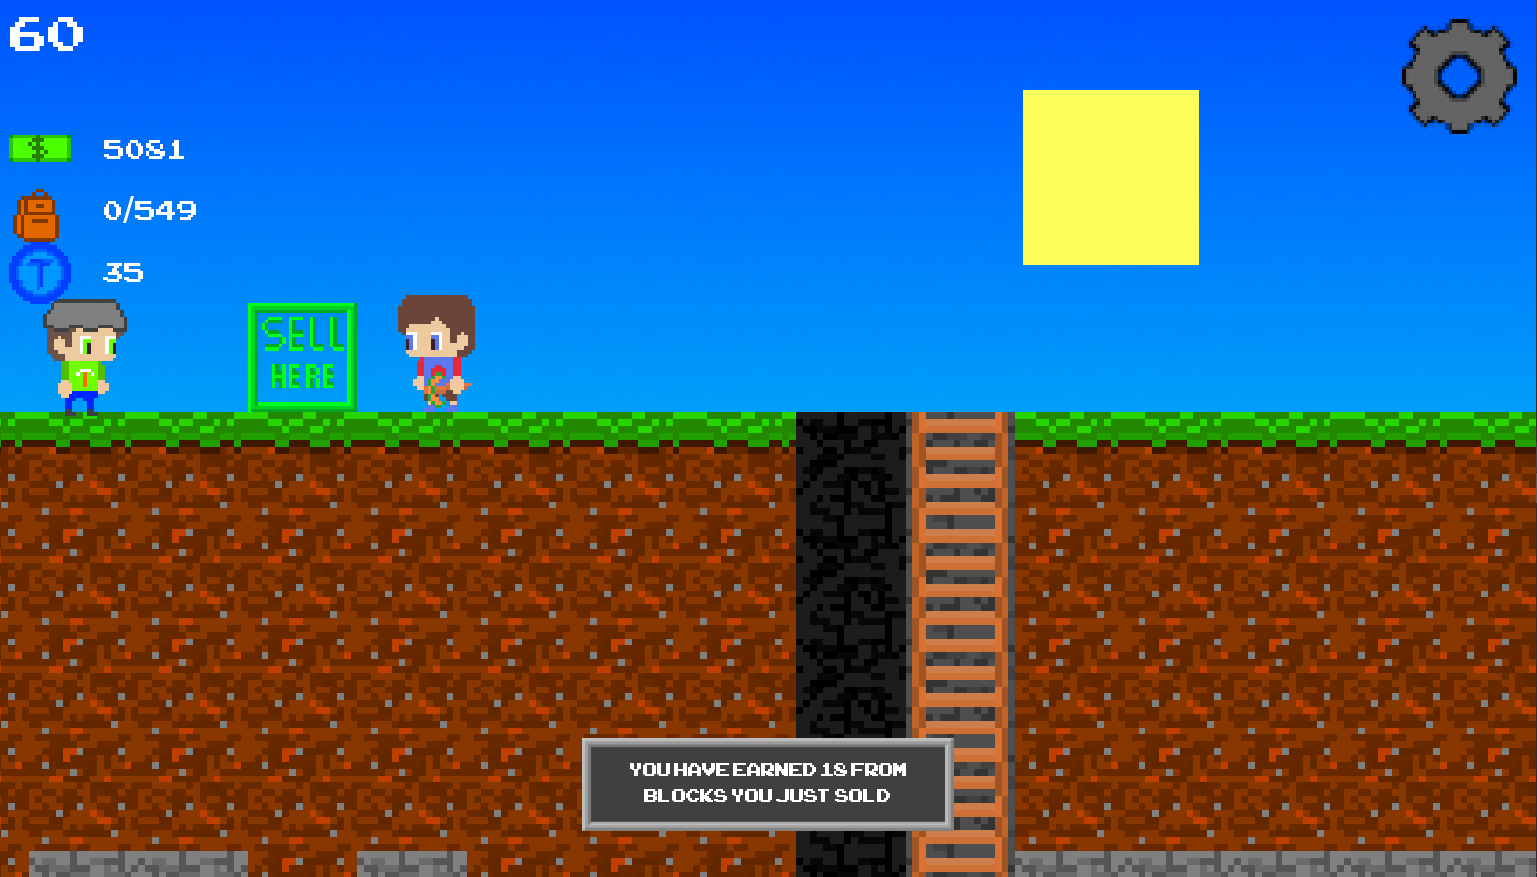 60
$ 5081
0/549
T 35
SELL
HERE
T
YOU HAVE EARNED 18 FROM
BLOCKS YOU JUST SOLD